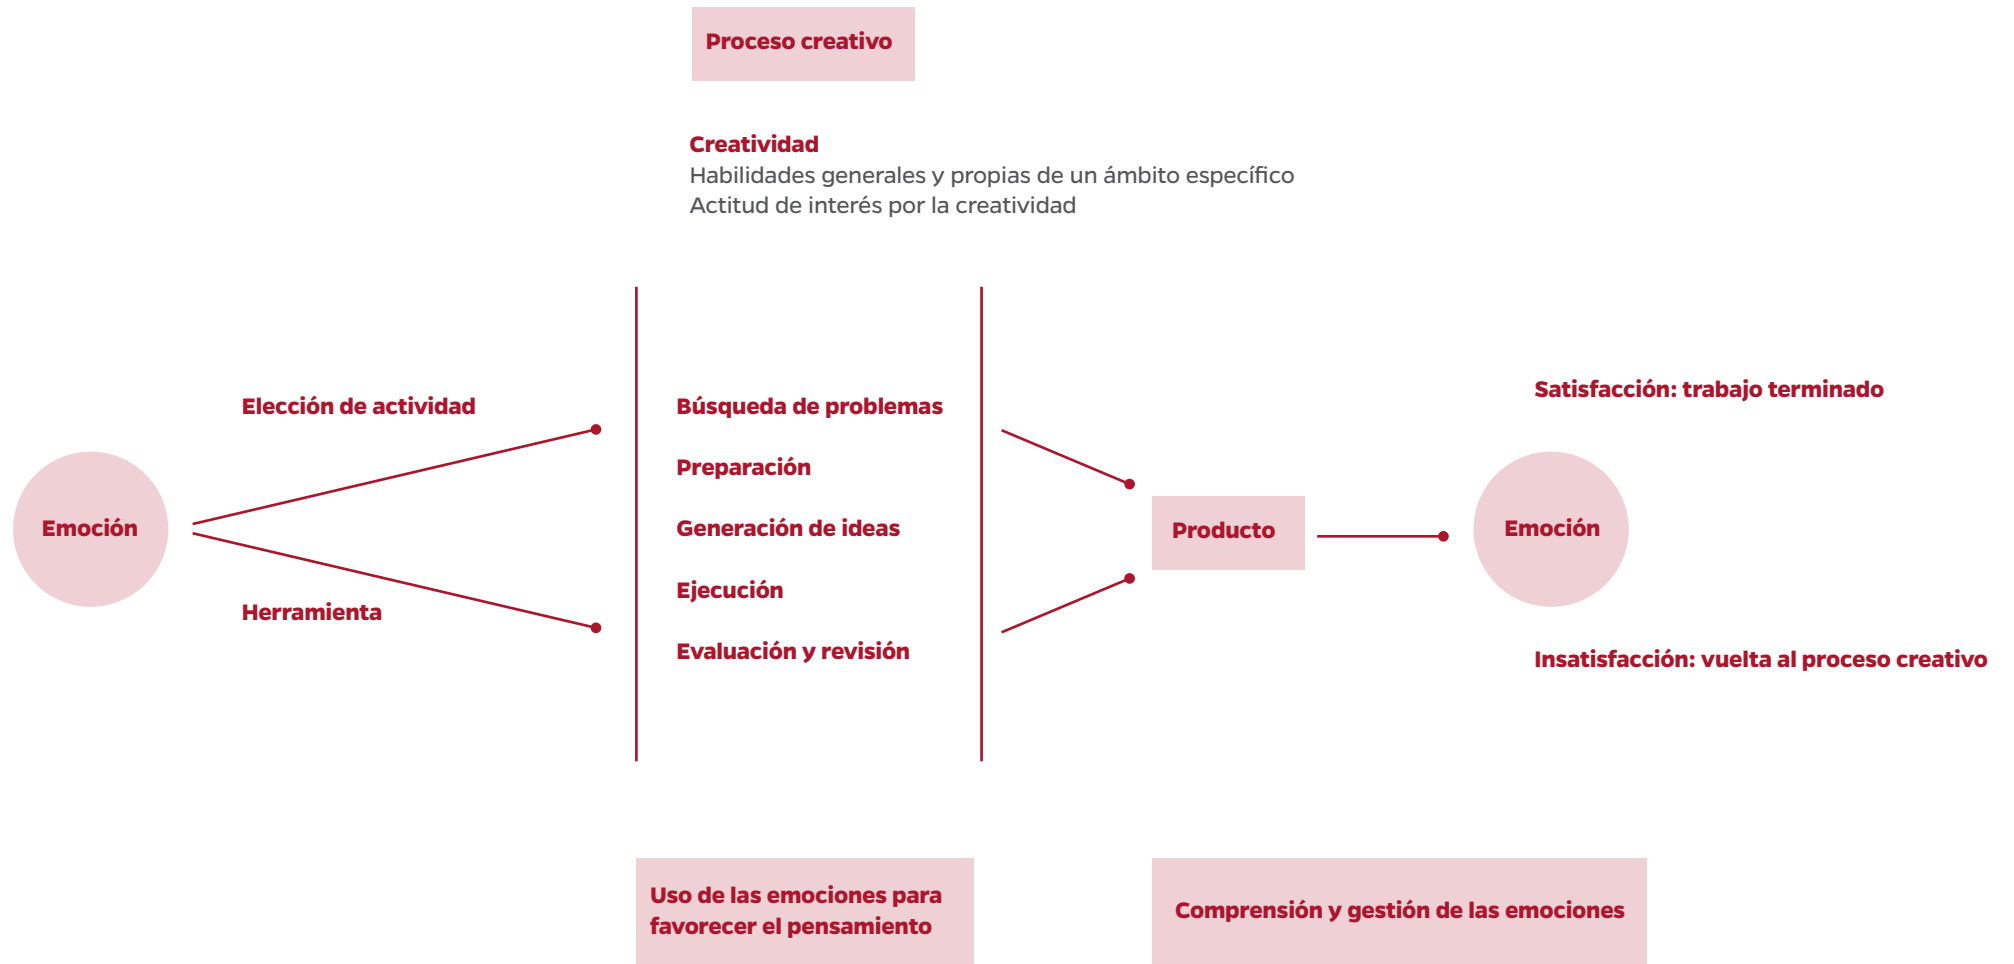 Proceso creativo
Creatividad
Habilidades generales y propias de un ámbito específico
Actitud de interés por la creatividad
Emoción
Elección de actividad
Herramienta
Búsqueda de problemas
Preparación
Generación de ideas
Ejecución
Evaluación y revisión
Producto
Satisfacción: trabajo terminado
Emoción
Insatisfacción: vuelta al proceso creativo
Uso de las emociones para
favorecer el pensamiento
Comprensión y gestión de las emociones